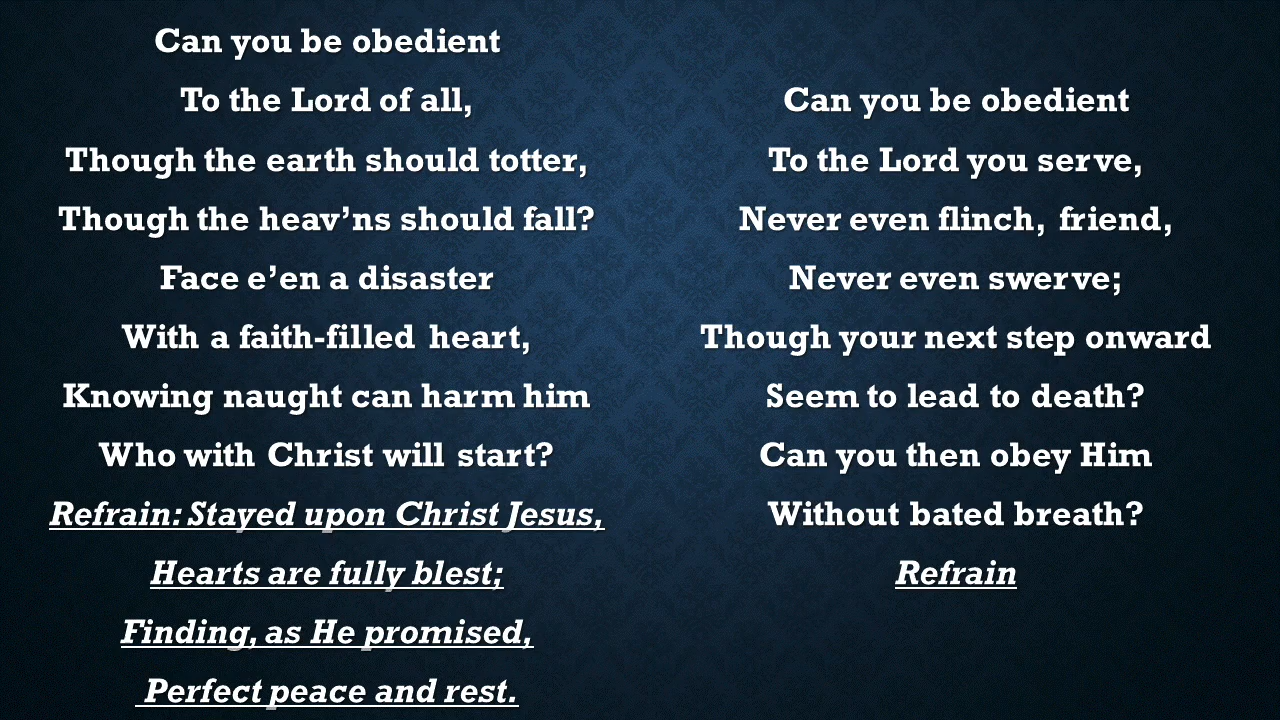 Can you be obedient
To the Lord of all,
Though the earth should totter,
Though the heav’ns should fall?
Face e’en a disaster
With a faith-filled heart,
Knowing naught can harm him
Who with Christ will start?
Refrain: Stayed upon Christ Jesus,
Hearts are fully blest;
Finding, as He promised,
Perfect peace and rest.
Can you be obedient
To the Lord you serve,
Never even flinch, friend,
Never even swerve;
Though your next step onward
Seem to lead to death?
Can you then obey Him
Without bated breath?
Refrain